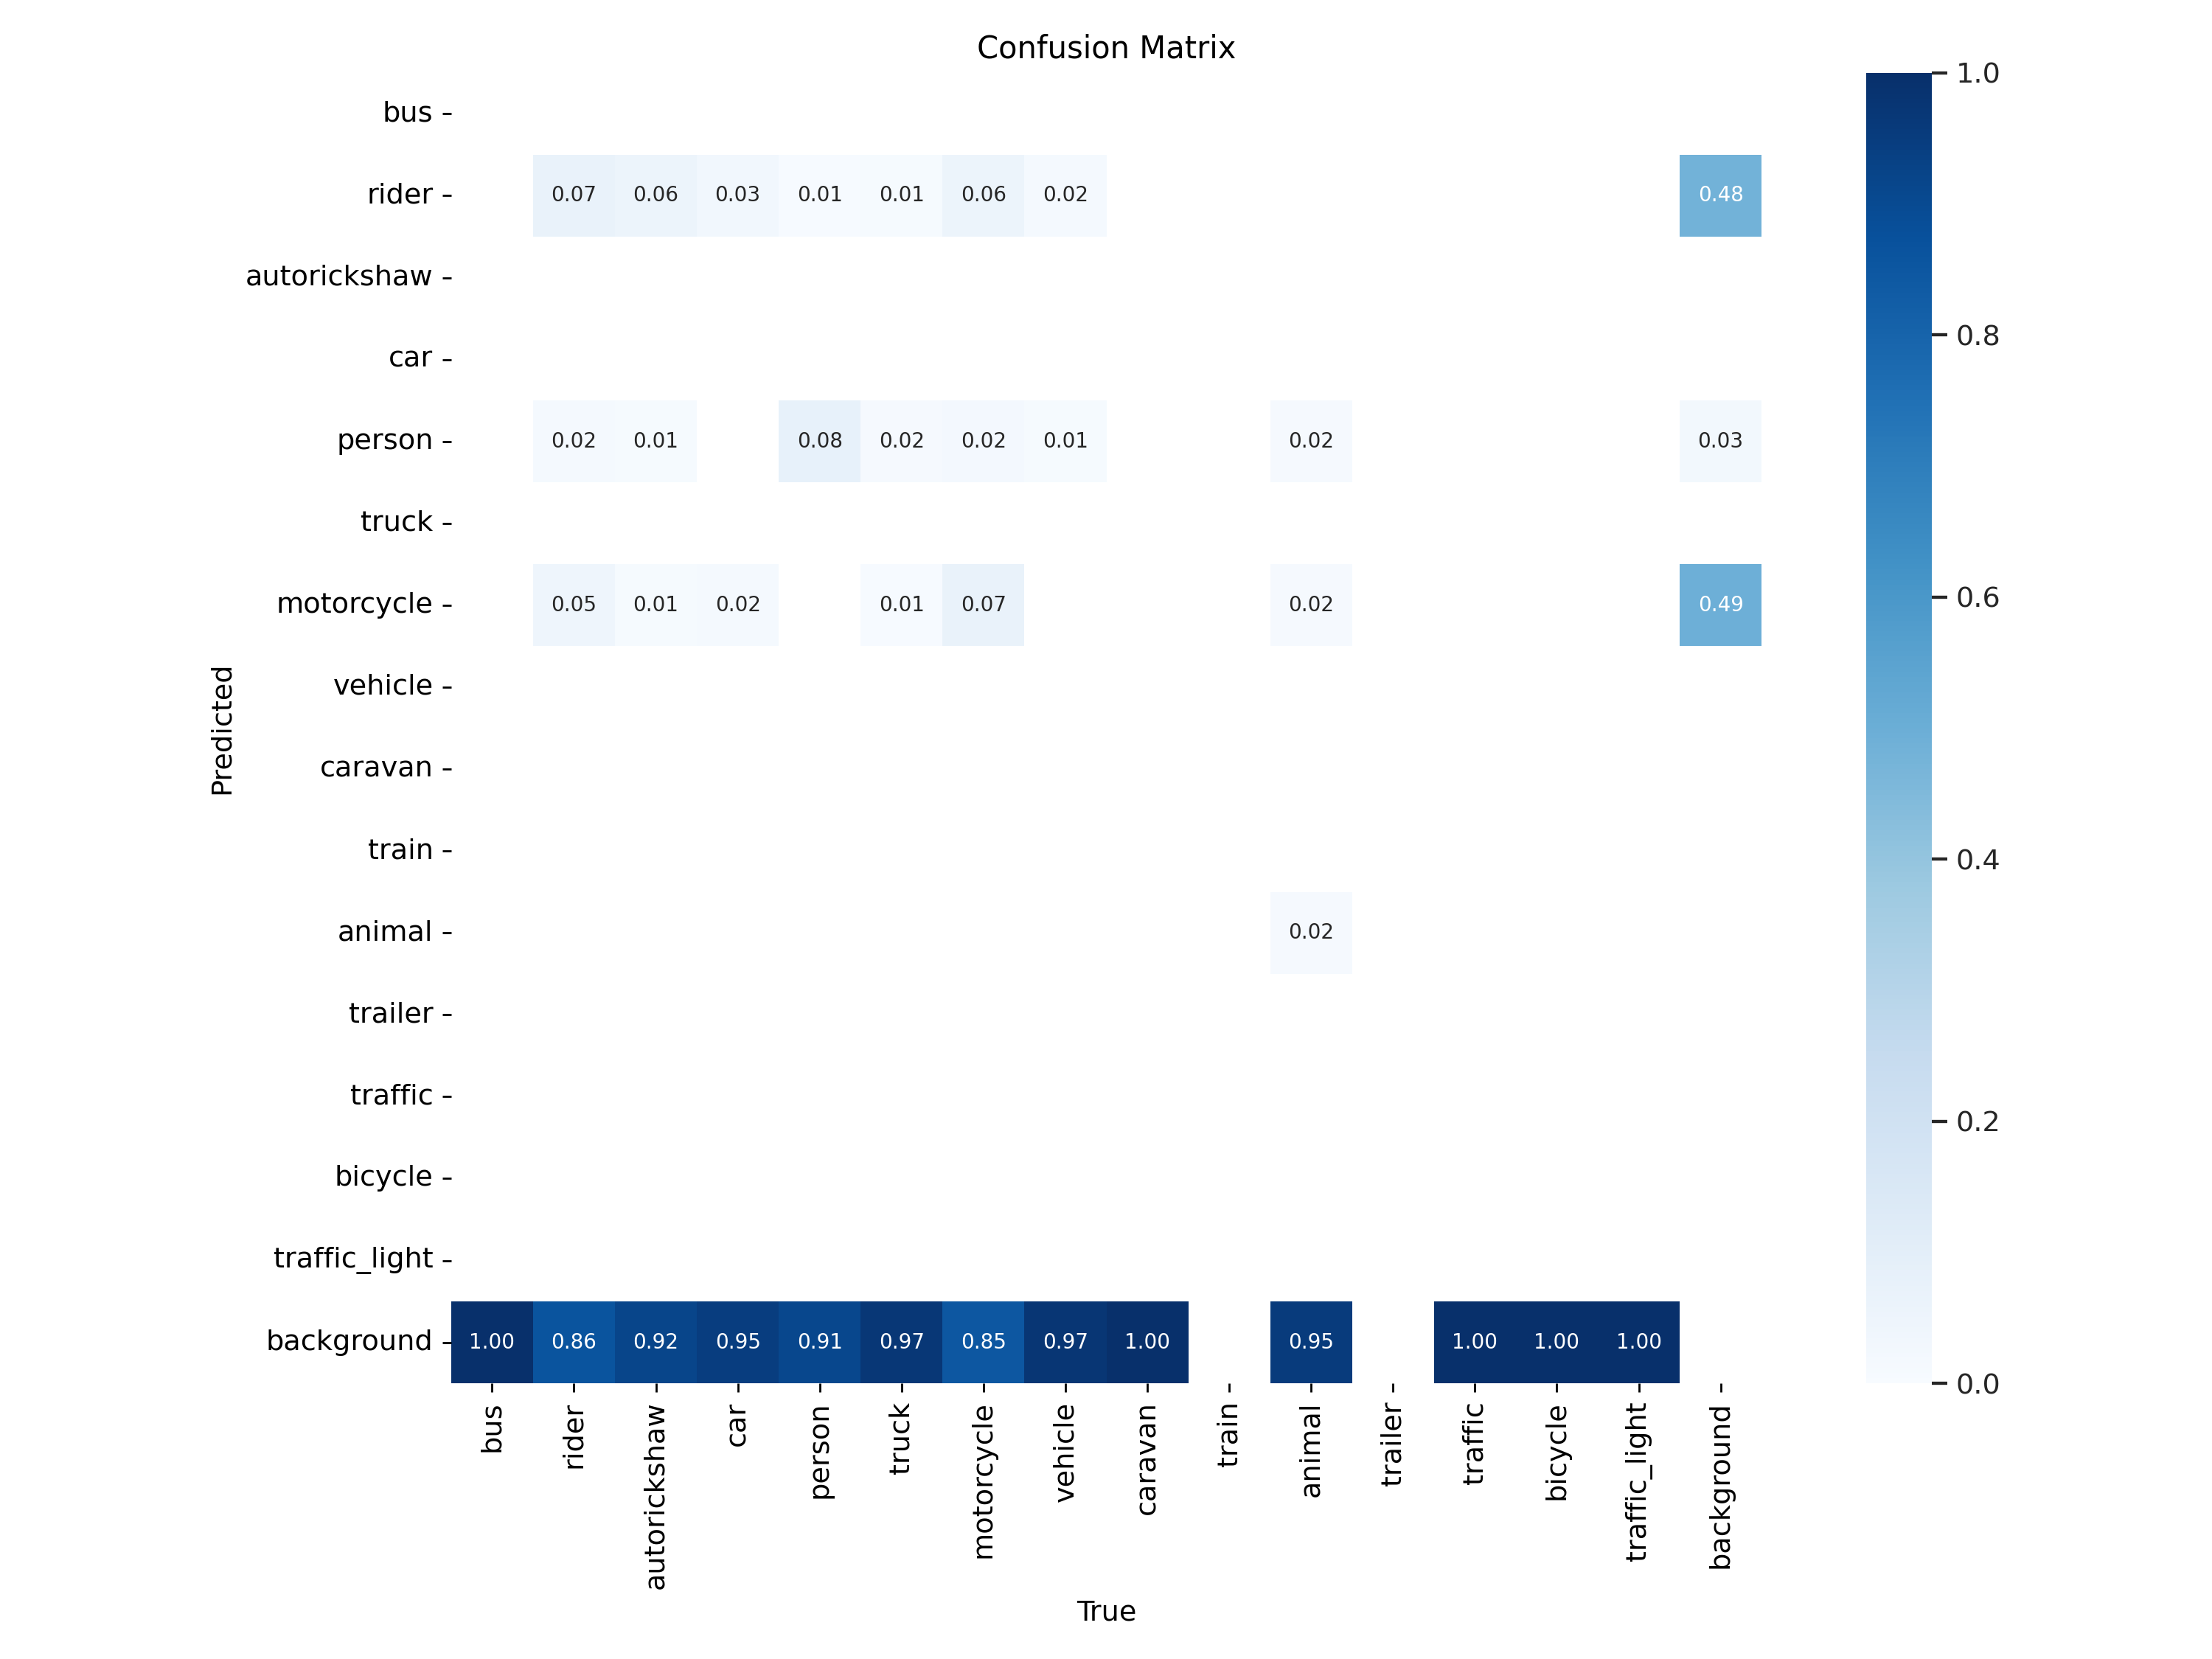 Confusion Matrix
bus
rider 0.07 0.06 0.03 0.01 0.01 0.06 0.02 0.48
autorickshaw
car
person 0.02 0.01 0.08 0.02 0.02 0.01 0.02 0.03
truck
motorcycle 0.05 0.01 0.02 0.01 0.07 0.02 0.49
vehicle
caravan
train
animal 0.02
trailer
traffic
bicycle
traffic_light
background 1.00 0.86 0.92 0.95 0.91 0.97 0.85 0.97 1.00 0.95 1.00 1.00 1.00
Predicted
bus rider autorickshaw car person truck motorcycle vehicle caravan train animal trailer traffic bicycle traffic_light background
True
1.0
0.8
0.6
0.4
0.2
0.0